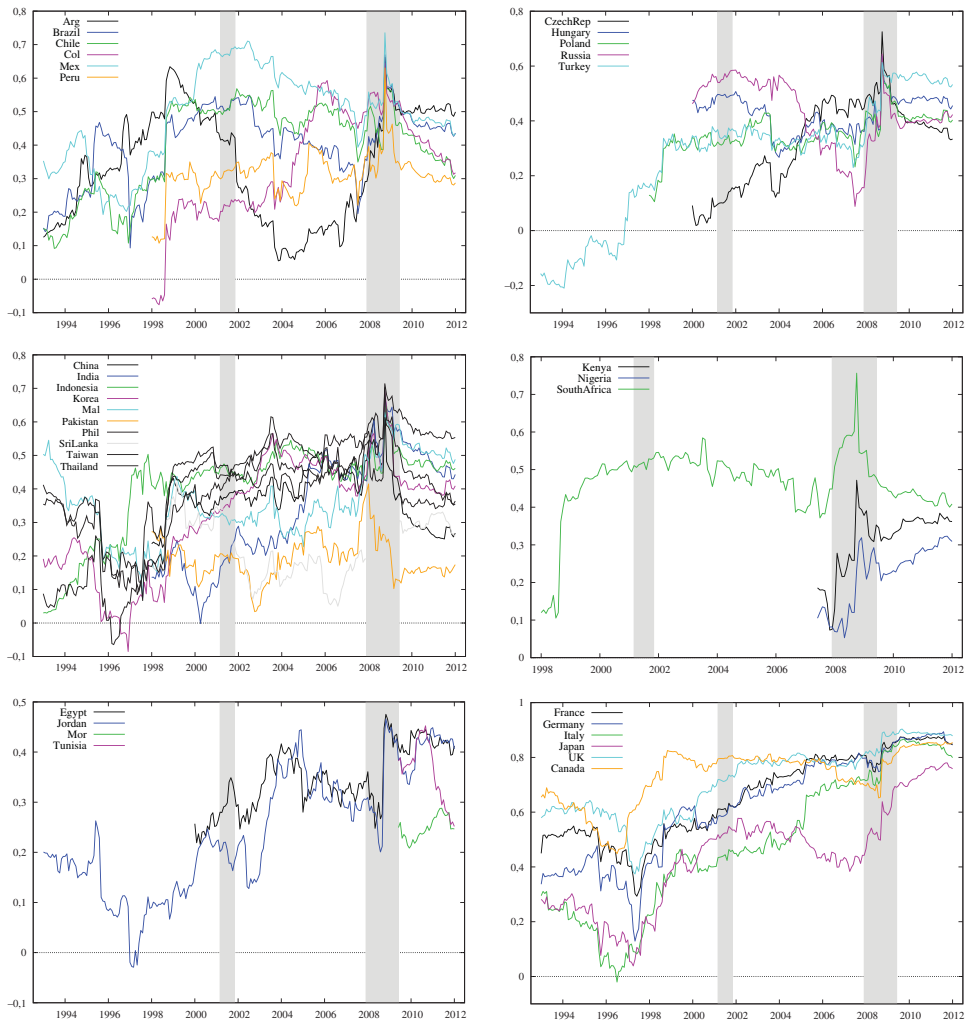 0,8
0,7
0,6
0,5
0,4
0,3
0,2
0,1
0
−0,1
Arg
Brazil
Chile
Col
Mex
Peru
1994 1996 1998 2000 2002 2004 2006 2008 2010 2012
0,8
0,6
0,4
0,2
0
−0,2
CzechRep
Hungary
Poland
Russia
Turkey
1994 1996 1998 2000 2002 2004 2006 2008 2010 2012
0,8
0,7
0,6
0,5
0,4
0,3
0,2
0,1
0
−0,1
China
India
Indonesia
Korea
Mal
Pakistan
Phil
SriLanka
Taiwan
Thailand
1994 1996 1998 2000 2002 2004 2006 2008 2010 2012
0,8
0,7
0,6
0,5
0,4
0,3
0,2
0,1
0
Kenya
Nigeria
SouthAfrica
1998 2000 2002 2004 2006 2008 2010 2012
0,5
0,4
0,3
0,2
0,1
0
−0,1
Egypt
Jordan
Mor
Tunisia
1994 1996 1998 2000 2002 2004 2006 2008 2010 2012
1
0,8
0,6
0,4
0,2
0
France
Germany
Italy
Japan
UK
Canada
1994 1996 1998 2000 2002 2004 2006 2008 2010 2012